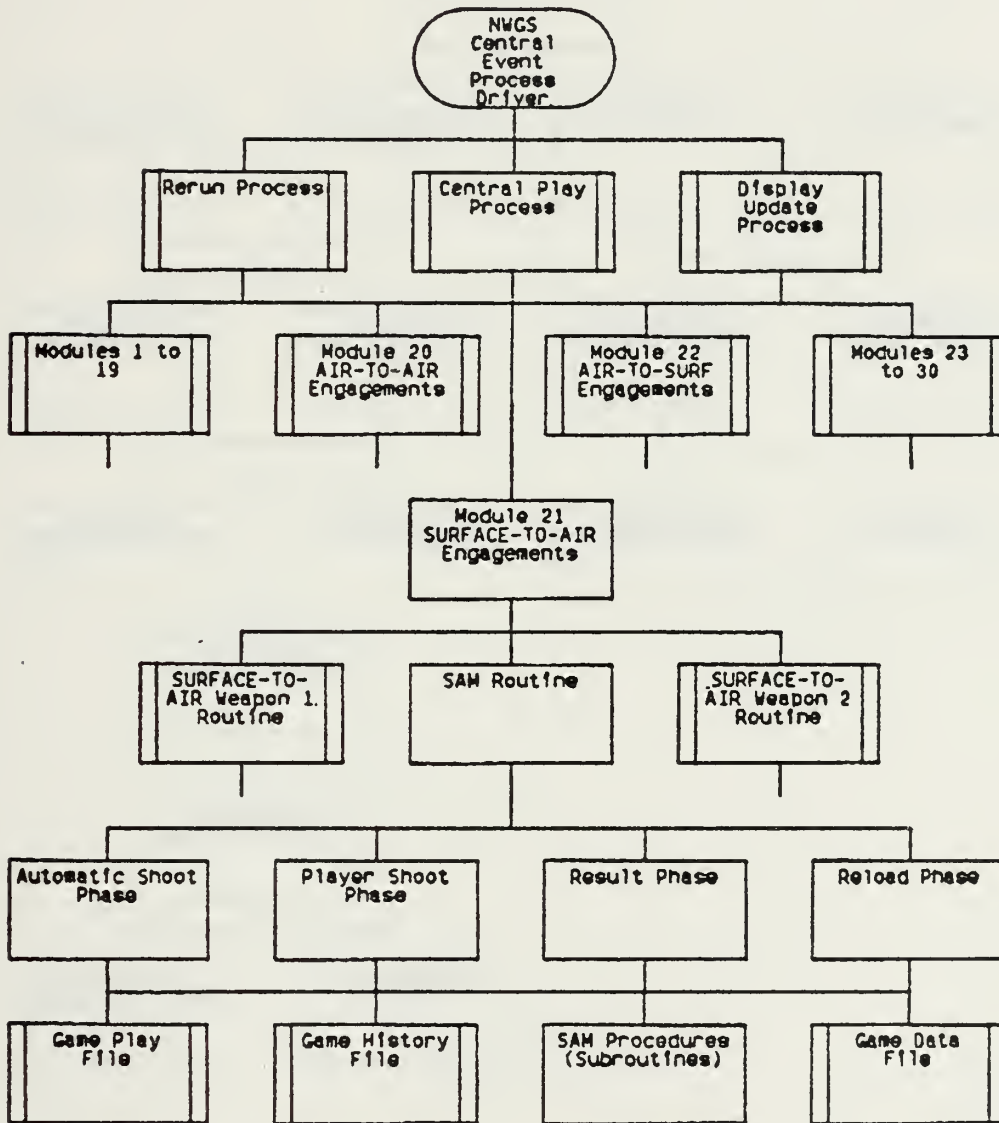 NWGS
Central
Event
Process
Driver.
Rerun Process
Central Play
Process
Display
Update
Process
Modules 1 to
19
Module 20
AIR-TO-AIR
Engagements
Module 22
AIR-TO-SURF
Engagements
Modules 23
to 30
Module 21
SURFACE-TO-AIR
Engagements
SURFACE-TO-
AIR Weapon 1.
Routine
SAM Routine
SURFACE-TO-
AIR Weapon 2
Routine
Automatic Shoot
Phase
Player Shoot
Phase
Result Phase
Reload Phase
Game Play
File
Game History
File
SAM Procedures
(Subroutines)
Game Data
File